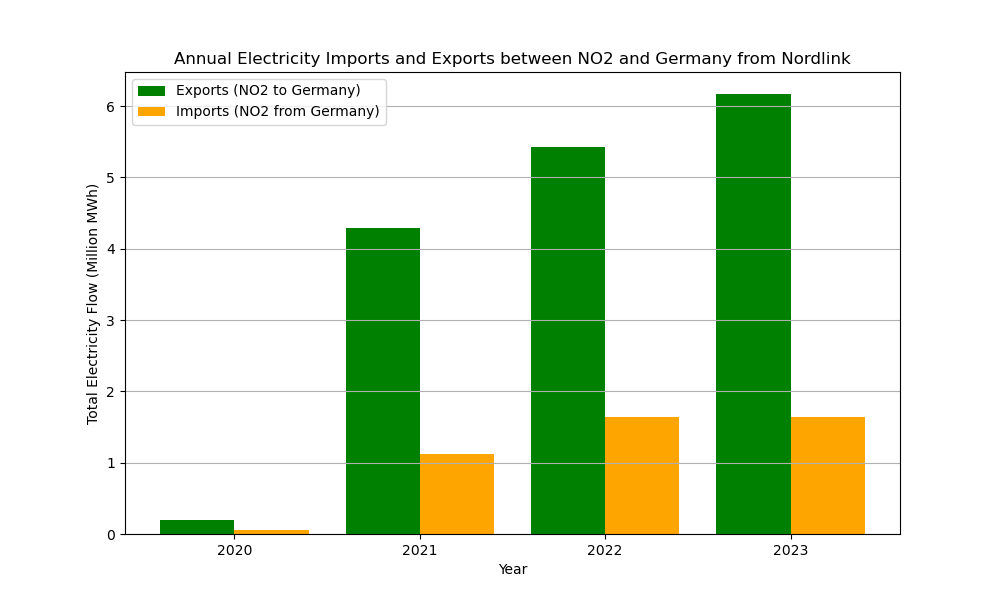 Annual Electricity Imports and Exports between NO2 and Germany from Nordlink
Exports (NO2 to Germany)
Imports (NO2 from Germany)
Total Electricity Flow (Million MWh)
6
5
4
3
2
1
0
2020 2021 2022 2023
Year